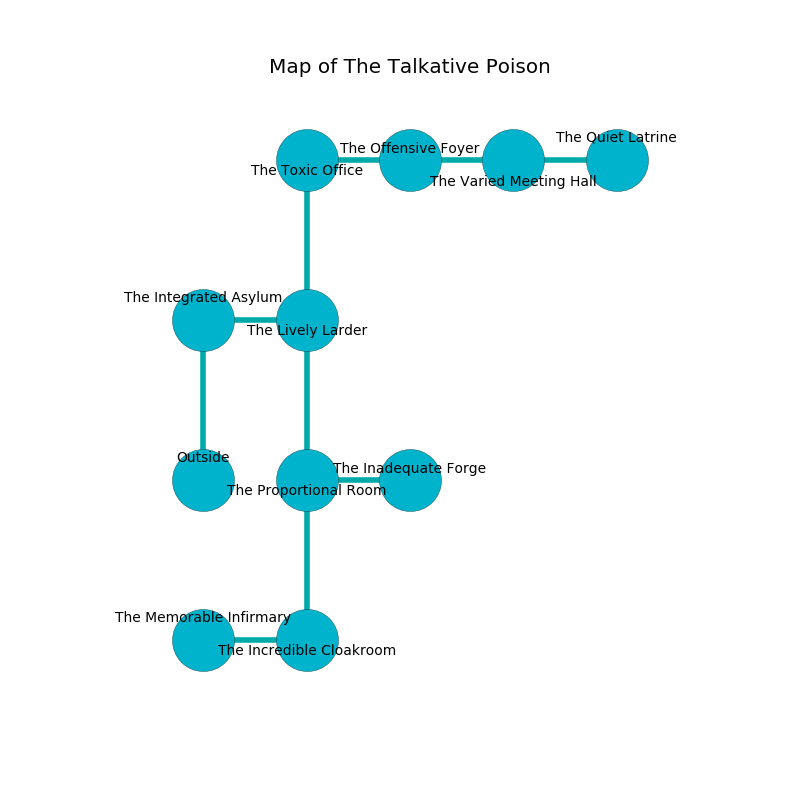 Map of The Talkative Poison
The Quiet Latrine
The Offensive Foyer
The Toxic Office
The Varied Meeting Hall
The Integrated Asylum
The Lively Larder
Outside
The Inadequate Forge
The Proportional Room
The Memorable Infirmary
The Incredible Cloakroom